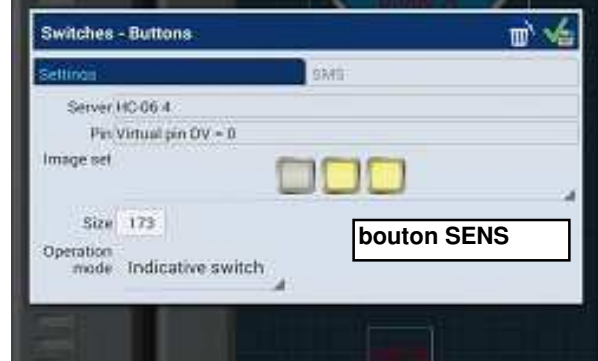 Switches - Buttons
Settings
SMS
Server HC-06 4
Pin Virtual pin DV = 0
Image set
Size 173
bouton SENS
Operation
mode Indicative switch